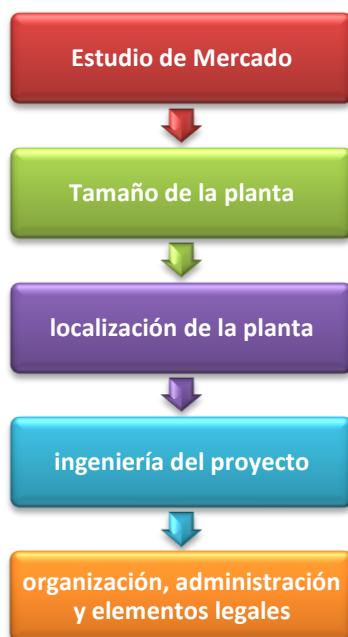 Estudio de Mercado
Tamaño de la planta
localización de la planta
ingeniería del proyecto
organización, administración
y elementos legales